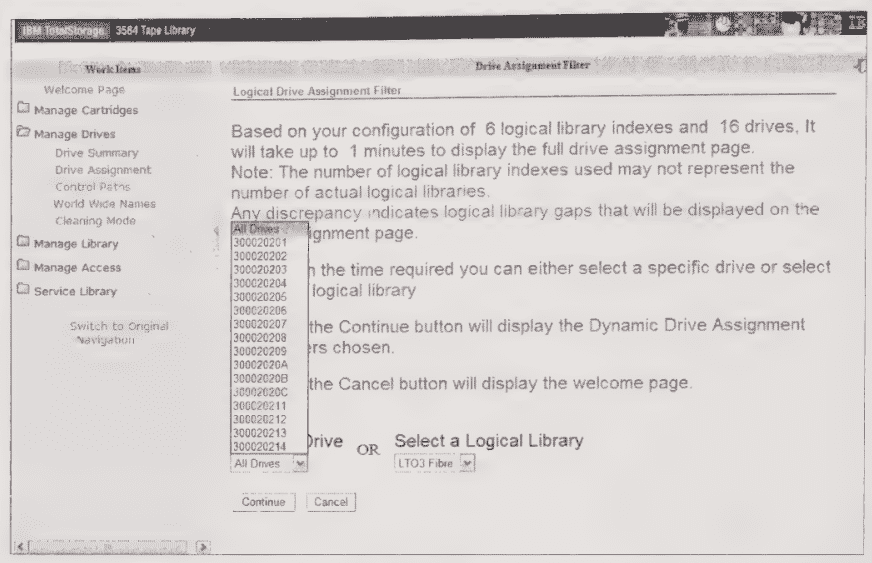 IBM TotalStorage 3584 Tape Library
Work Items
Drive Assignment Filter
Welcome Page
Manage Cartridges
Manage Drives
Drive Summary
Drive Assignment
Control Paths
World Wide Names
Cleaning Mode
Manage Library
Manage Access
Service Library
Switch to Original
Navigation
Logical Drive Assignment Filter
Based on your configuration of 6 logical library indexes and 16 drives, It
will take up to 1 minutes to display the full drive assignment page.
Note: The number of logical library indexes used may not represent the
number of actual logical libraries.
Any discrepancy indicates logical library gaps that will be displayed on the
ignment page.
n the time required you can either select a specific drive or select
logical library
the Continue button will display the Dynamic Drive Assignment
rs chosen.
the Cancel button will display the welcome page.
All Drives
300020201
300020202
300020203
300020204
300020205
300020206
300020207
300020208
300020209
30002020A
30002020B
30002020C
300020211
300020212
300020213
300020214
rive OR Select a Logical Library
All Drives
LTO3 Fibre
Continue Cancel